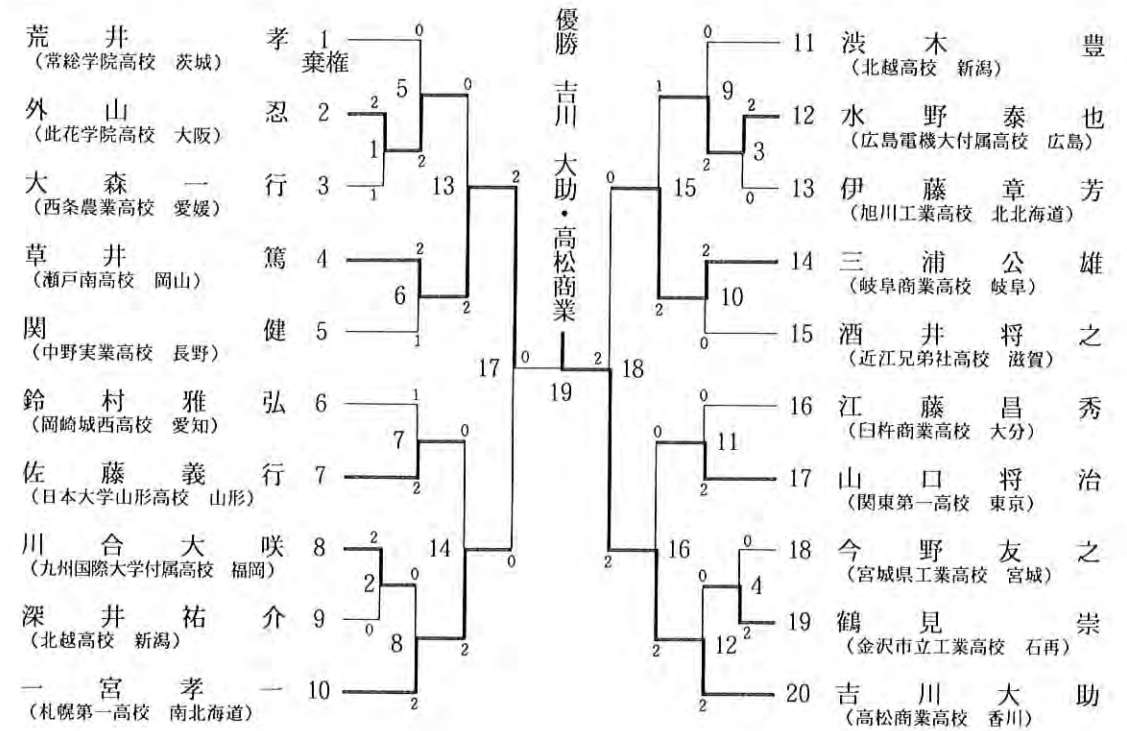 優勝 吉川 大助・高松商業
荒井 孝 1
棄権
(常総学院高校 茨城)
外山 忍 2
(此花学院高校 大阪)
大森一行 3
(西条農業高校 愛媛)
草井 篤 4
(瀬戸南高校 岡山)
関 健 5
(中野実業高校 長野)
鈴村雅弘 6
(岡崎城西高校 愛知)
佐藤義行 7
(日本大学山形高校 山形)
川合大咲 8
(九州国際大学付属高校 福岡)
深井祐介 9
(北越高校 新潟)
一宮孝一 10
(札幌第一高校 南北海道)
0
5
0
2
1
2
13
1
2
2
6
2
1
17
0
1
7
0
2
2
14
0
2
0
0
8
2
2
19
11 渋木 豊
(北越高校 新潟)
12 水野泰也
(広島電機大付属高校 広島)
13 伊藤章芳
(旭川工業高校 北北海道)
14 三浦公雄
(岐阜商業高校 岐阜)
15 酒井将之
(近江兄弟社高校 滋賀)
16 江藤昌秀
(臼杵商業高校 大分)
17 山口将治
(関東第一高校 東京)
18 今野友之
(宮城県工業高校 宮城)
19 鶴見 崇
(金沢市立工業高校 石再)
20 吉川大助
(高松商業高校 香川)
0
1
9
2
2
3
0
15
0
2
10
2
0
2
18
0
0
11
2
2
16
0
0
4
2
2
12
2